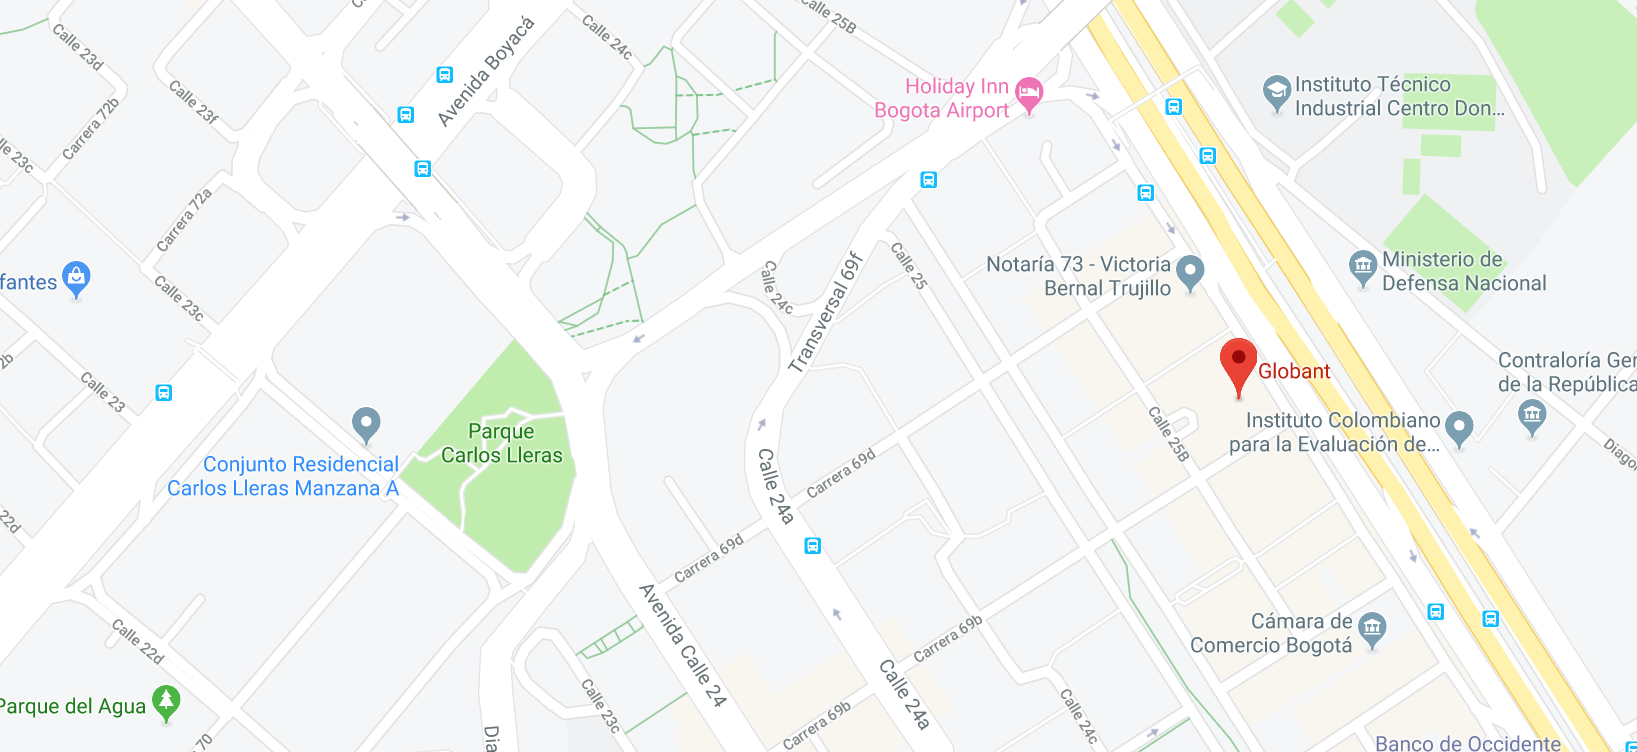 Calle 23d
Avenida Boyacá
Calle 24c
Calle 25B
Carrera 72b
Calle 23f
Holiday Inn
Bogota Airport
Instituto Técnico
Industrial Centro Don...
Carrera 72a
Calle 25
Calle 24c
Transversal 69f
Notaría 73 - Victoria
Bernal Trujillo
Ministerio de
Defensa Nacional
Calle 23c
Globant
Calle 23
Contraloría Ger
de la República
Instituto Colombiano
para la Evaluación de...
Calle 25B
Parque
Carlos Lleras
Conjunto Residencial
Carlos Lleras Manzana A
Carrera 69d
Calle 24a
Carrera 69d
Avenida Calle 24
Calle 22d
Carrera 69b
Cámara de
Comercio Bogotá
Parque del Agua
Calle 23c
Calle 24a
Carrera 69b
Calle 24c
Banco de Occidente